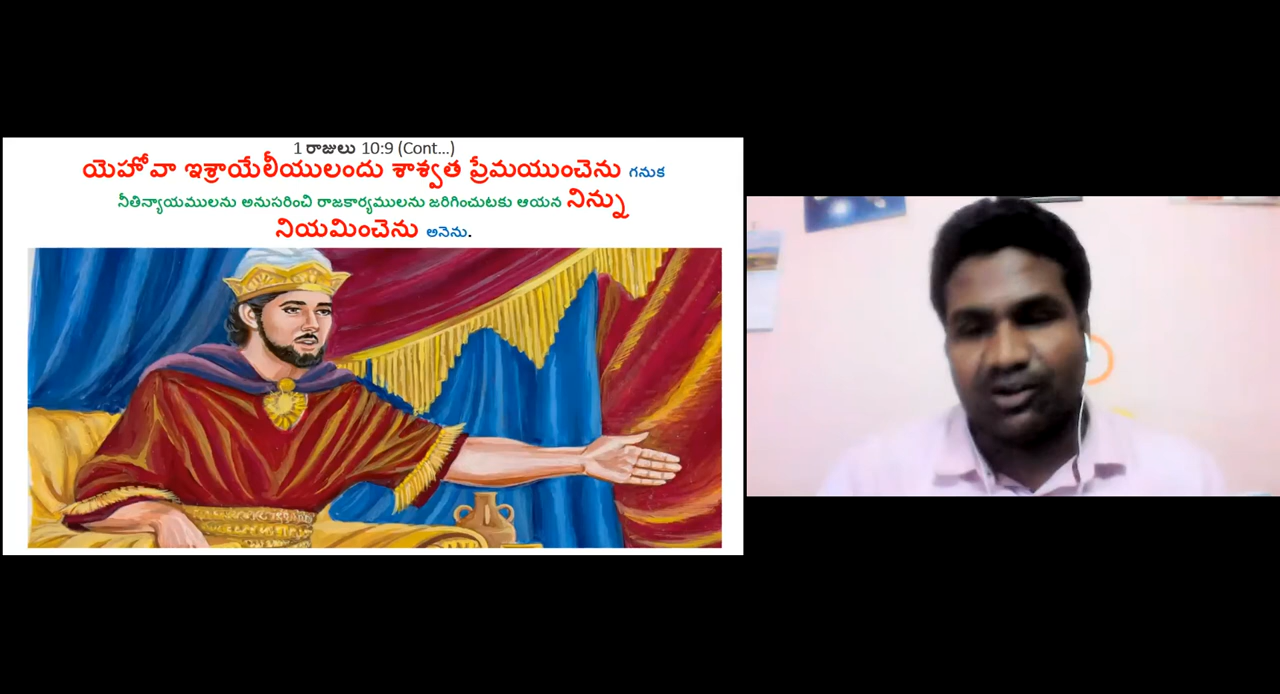 1 రాజులు 10:9 (Cont...)
యెహోవా ఇశ్రాయేలీయులందు శాశ్వత ప్రేమయుంచెను గనుక
నీతిన్యాయములను అనుసరించి రాజకార్యములను జరిగించుటకు ఆయన నిన్ను
నియమించెను అనెను.